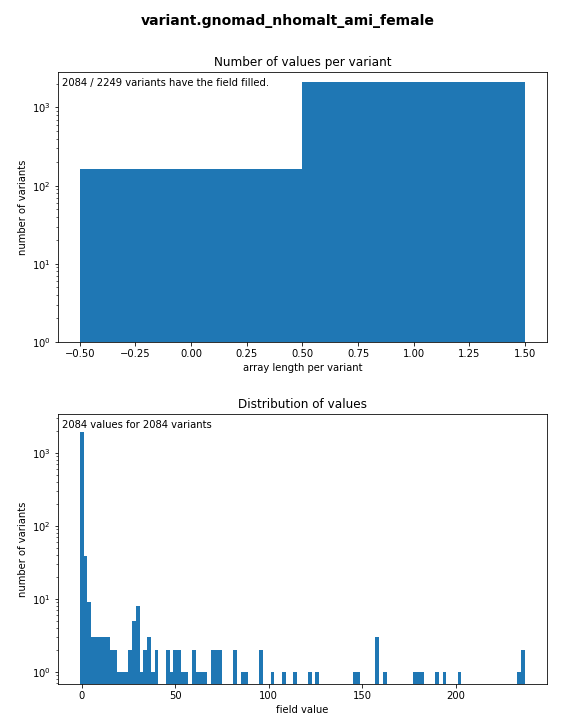 variant.gnomad_nhomalt_ami_female
Number of values per variant
2084 / 2249 variants have the field filled.
number of variants
10³
10²
10¹
10⁰
−0.50 −0.25 0.00 0.25 0.50 0.75 1.00 1.25 1.50
array length per variant
Distribution of values
2084 values for 2084 variants
number of variants
10³
10²
10¹
10⁰
0 50 100 150 200
field value